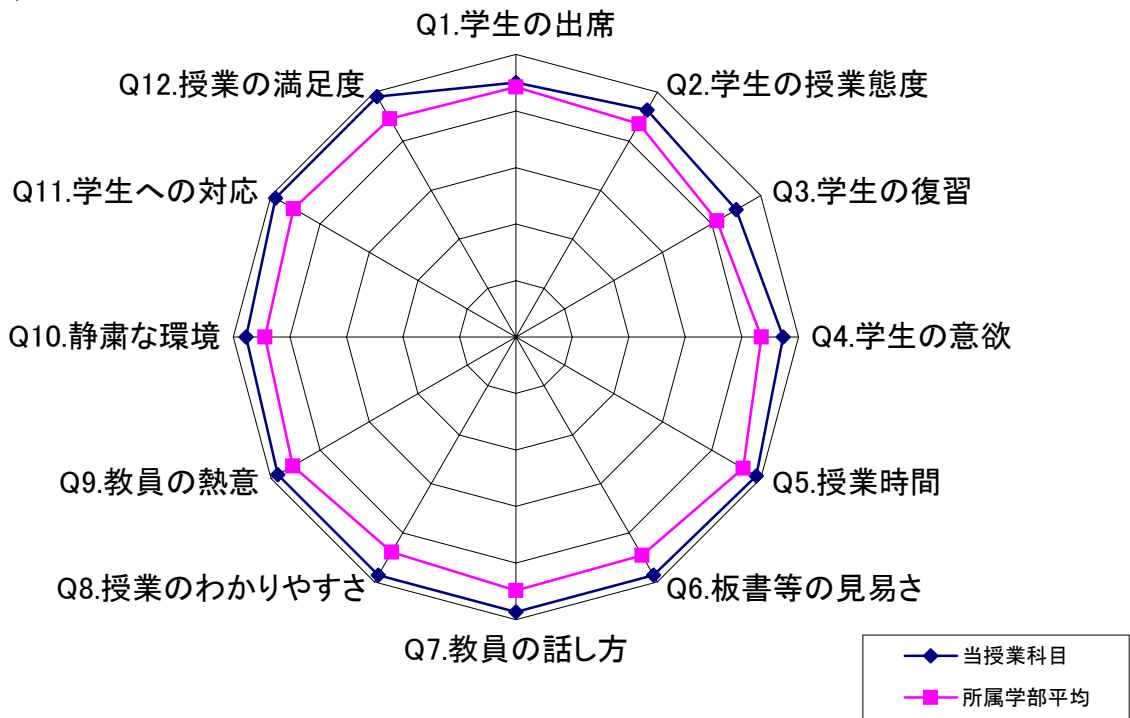 Q1.学生の出席
Q2.学生の授業態度
Q3.学生の復習
Q4.学生の意欲
Q5.授業時間
Q6.板書等の見易さ
Q7.教員の話し方
Q8.授業のわかりやすさ
Q9.教員の熱意
Q10.静粛な環境
Q11.学生への対応
Q12.授業の満足度
当授業科目
所属学部平均